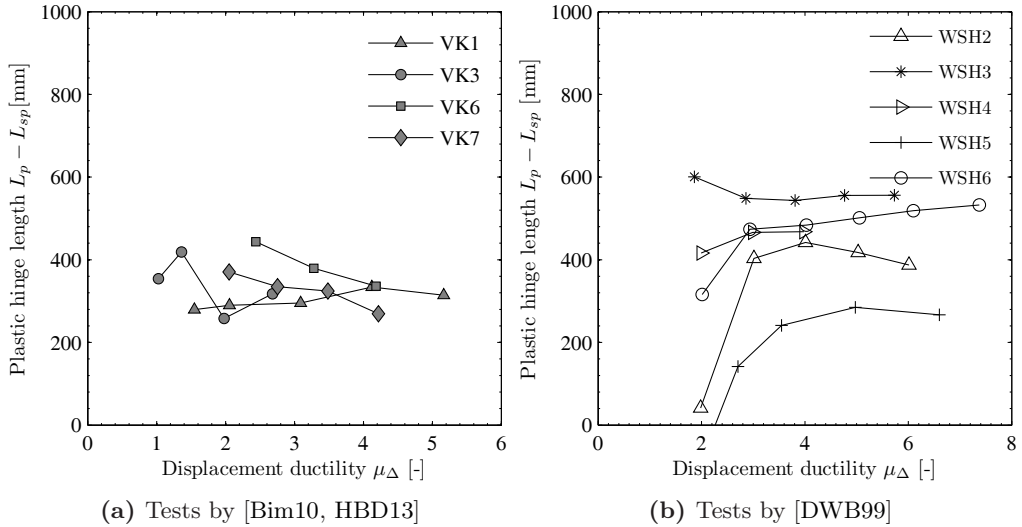 1000
800
600
400
200
0
0 1 2 3 4 5 6
Plastic hinge length L_p − L_sp[mm]
Displacement ductility μ_Δ [-]
VK1
VK3
VK6
VK7
(a) Tests by [Bim10, HBD13]
1000
800
600
400
200
0
0 2 4 6 8
Plastic hinge length L_p − L_sp [mm]
Displacement ductility μ_Δ [-]
WSH2
WSH3
WSH4
WSH5
WSH6
(b) Tests by [DWB99]